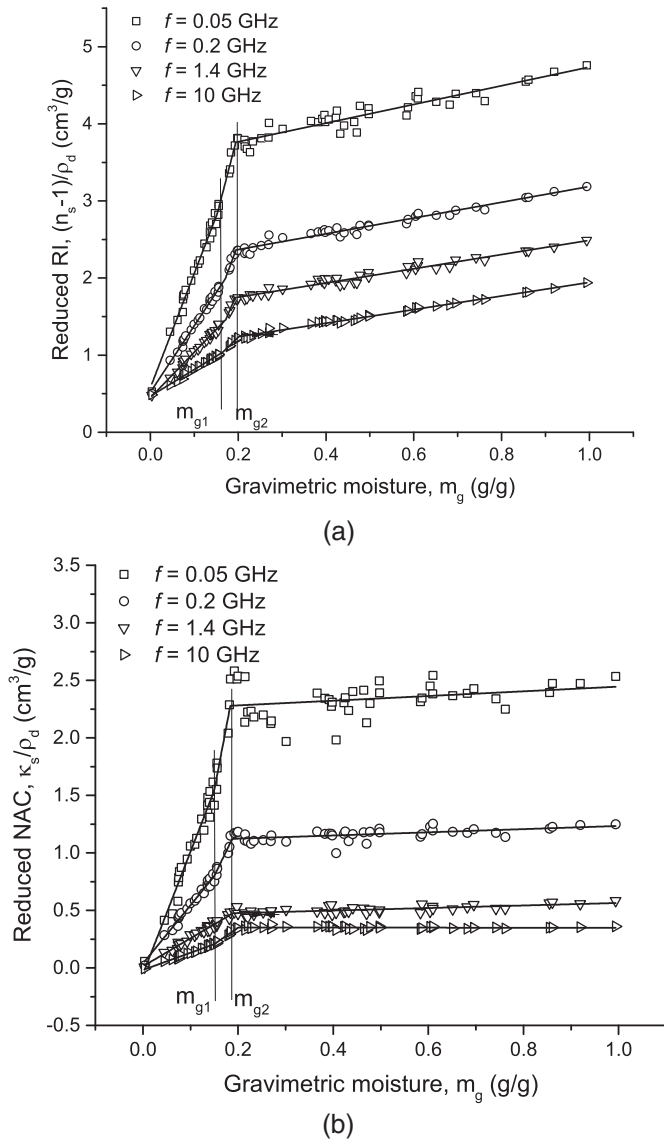 f = 0.05 GHz
f = 0.2 GHz
f = 1.4 GHz
f = 10 GHz
Reduced RI, (nₛ-1)/ρ_d (cm³/g)
5
4
3
2
1
0
m_g1 m_g2
0.0 0.2 0.4 0.6 0.8 1.0
Gravimetric moisture, m_g (g/g)
(a)
f = 0.05 GHz
f = 0.2 GHz
f = 1.4 GHz
f = 10 GHz
Reduced NAC, κₛ/ρ_d (cm³/g)
3.5
3.0
2.5
2.0
1.5
1.0
0.5
0.0
-0.5
m_g1 m_g2
0.0 0.2 0.4 0.6 0.8 1.0
Gravimetric moisture, m_g (g/g)
(b)